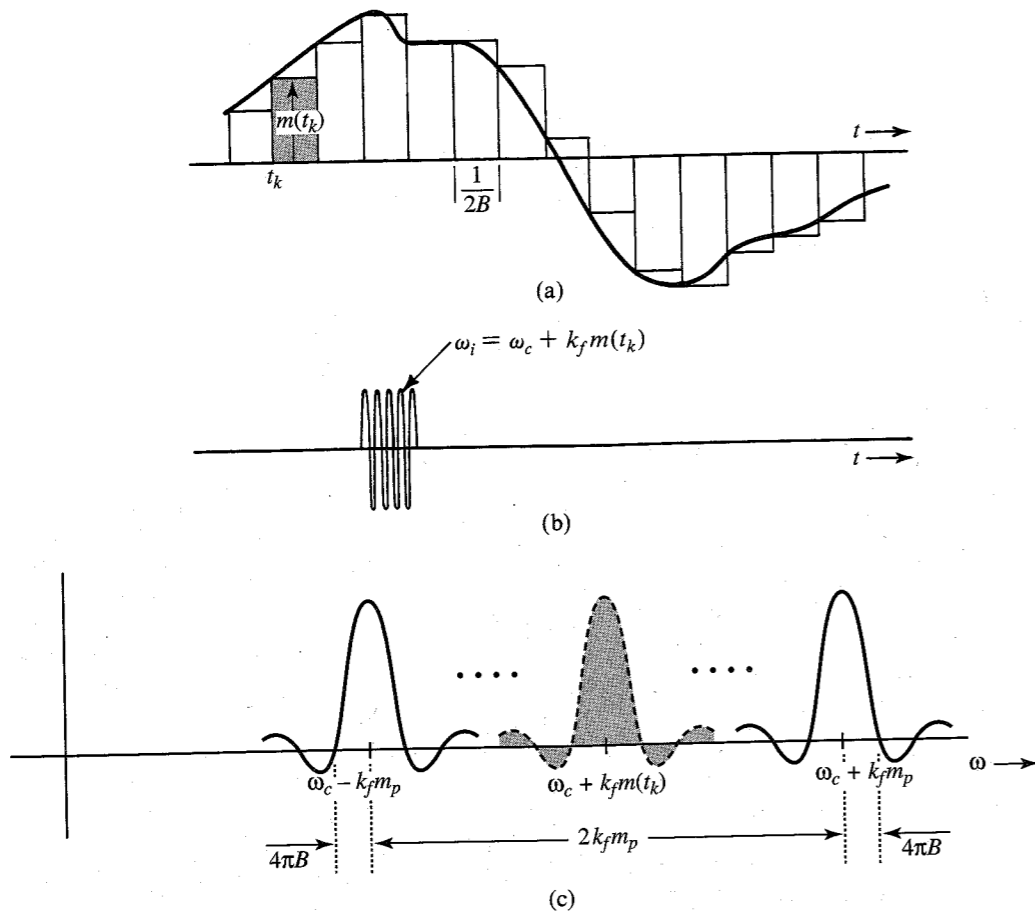 m(t_k)
t →
t_k
1/2B
(a)
ω_i = ω_c + k_f m(t_k)
t →
(b)
. . . .
. . . .
ω_c − k_f m_p
ω_c + k_f m(t_k)
ω_c + k_f m_p
ω →
4πB
2k_f m_p
4πB
(c)